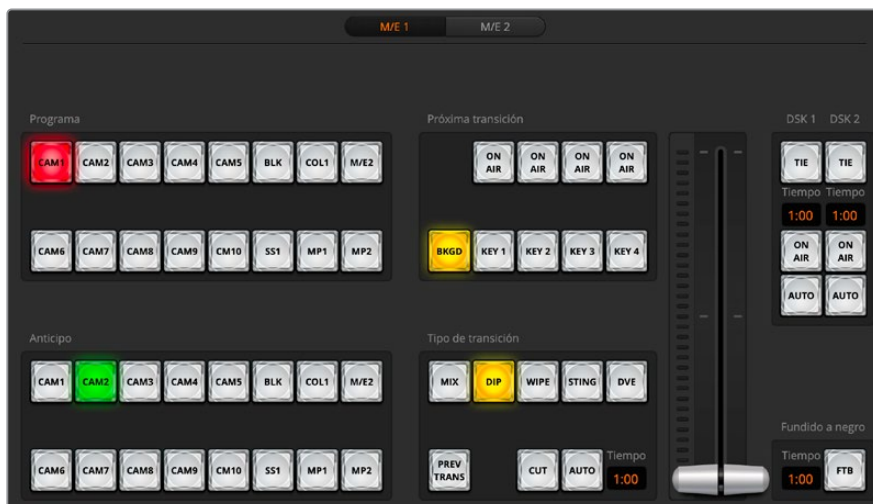 M/E 1 M/E 2
Programa Próxima transición DSK 1 DSK 2
CAM1 CAM2 CAM3 CAM4 CAM5 BLK COL1 M/E2 ON AIR ON AIR ON AIR ON AIR TIE TIE
Tiempo Tiempo
1:00 1:00
CAM6 CAM7 CAM8 CAM9 CM10 SS1 MP1 MP2 BKGD KEY 1 KEY 2 KEY 3 KEY 4 ON AIR ON AIR
AUTO AUTO
Anticipo Tipo de transición
CAM1 CAM2 CAM3 CAM4 CAM5 BLK COL1 M/E2 MIX DIP WIPE STING DVE
Fundido a negro
CAM6 CAM7 CAM8 CAM9 CM10 SS1 MP1 MP2 PREV TRANS CUT AUTO Tiempo 1:00 Tiempo 1:00 FTB